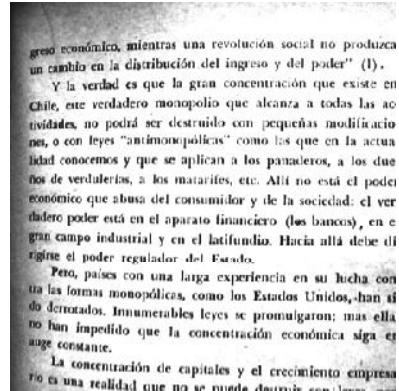 greso económico, mientras una revolución social no produzca
un cambio en la distribución del ingreso y del poder" (1).
Y la verdad es que la gran concentración que existe en
Chile, este verdadero monopolio que alcanza a todas las ac
tividades, no podrá ser destruido con pequeñas modificacio
nes, o con leyes "antimonopólicas" como las que en la actua
lidad conocemos y que se aplican a los panaderos, a los due
ños de verdulerías, a los matarifes, etc. Allí no está el poder
económico que abusa del consumidor y de la sociedad: el ver
dadero poder está en el aparato financiero (los bancos), en e
gran campo industrial y en el latifundio. Hacia allá debe di
rigirse el poder regulador del Estado.
Pero, países con una larga experiencia en su lucha con
tra las formas monopólicas, como los Estados Unidos, han si
do derrotados. Innumerables leyes se promulgaron; mas ella
no han impedido que la concentración económica siga en
auge constante.
La concentración de capitales y el crecimiento empresa
rio es una realidad que no se puede destruir con leyes